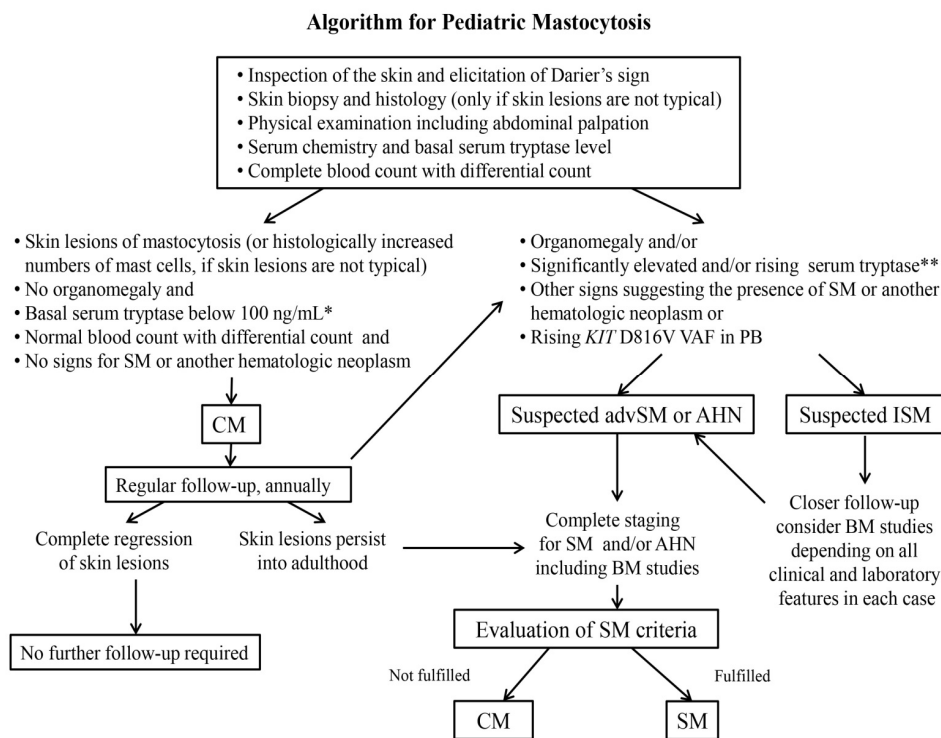 Algorithm for Pediatric Mastocytosis
• Inspection of the skin and elicitation of Darier's sign
• Skin biopsy and histology (only if skin lesions are not typical)
• Physical examination including abdominal palpation
• Serum chemistry and basal serum tryptase level
• Complete blood count with differential count
• Skin lesions of mastocytosis (or histologically increased
numbers of mast cells, if skin lesions are not typical)
• No organomegaly and
• Basal serum tryptase below 100 ng/mL*
• Normal blood count with differential count and
• No signs for SM or another hematologic neoplasm
• Organomegaly and/or
• Significantly elevated and/or rising serum tryptase**
• Other signs suggesting the presence of SM or another
hematologic neoplasm or
• Rising KIT D816V VAF in PB
CM
Suspected advSM or AHN
Suspected ISM
Regular follow-up, annually
Complete regression
of skin lesions
Skin lesions persist
into adulthood
Complete staging
for SM and/or AHN
including BM studies
Closer follow-up
consider BM studies
depending on all
clinical and laboratory
features in each case
No further follow-up required
Evaluation of SM criteria
Not fulfilled
Fulfilled
CM
SM